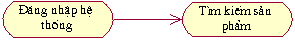 Đăng nhập hệ
thống
Tìm kiếm sản
phẩm